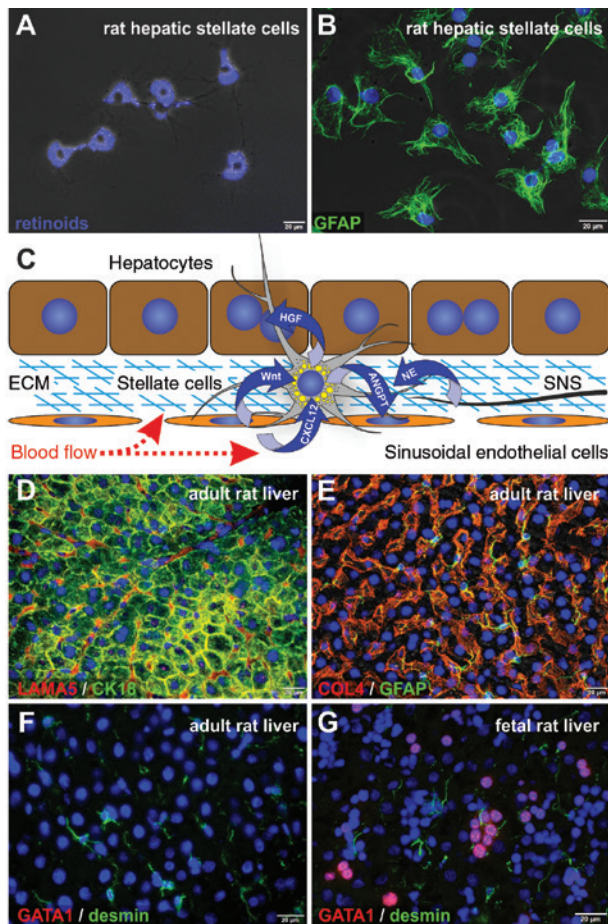 A
rat hepatic stellate cells
retinoids
20 µm
B
rat hepatic stellate cells
GFAP
20 µm
C
Hepatocytes
HGF
ECM
Stellate cells
Wnt
CXCL12
ANGPT
NE
SNS
Blood flow
Sinusoidal endothelial cells
D
adult rat liver
LAMA5 / CK18
E
adult rat liver
COL4 / GFAP
20 µm
F
adult rat liver
GATA1 / desmin
20 µm
G
fetal rat liver
GATA1 / desmin
20 µm